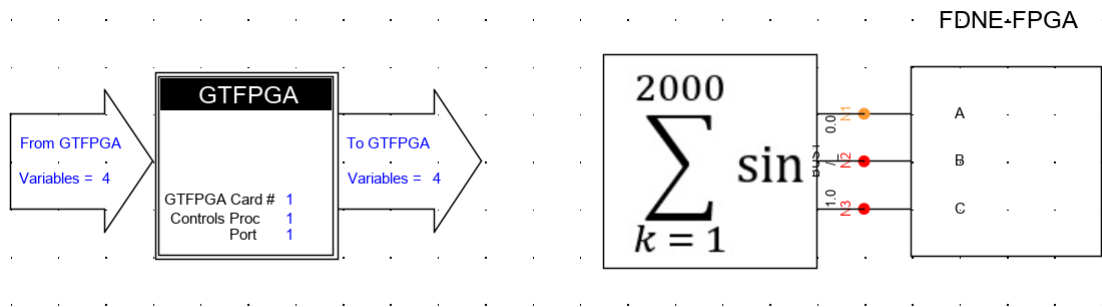 FDNE-FPGA
GTFPGA
From GTFPGA
Variables = 4
GTFPGA Card # 1
Controls Proc 1
Port 1
To GTFPGA
Variables = 4
2000
∑ sin
k = 1
0.0
N1
BUS1
N2
1.0
N3
A
B
C